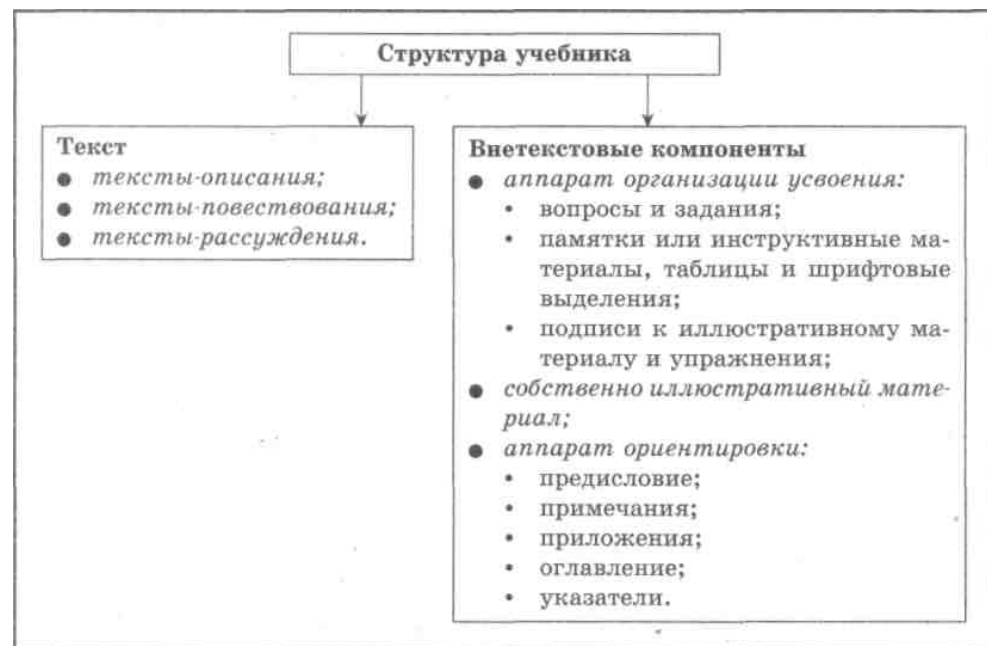 Структура учебника
Текст
● тексты-описания;
● тексты-повествования;
● тексты-рассуждения.
Внетекстовые компоненты
● аппарат организации усвоения:
• вопросы и задания;
• памятки или инструктивные ма-
териалы, таблицы и шрифтовые
выделения;
• подписи к иллюстративному ма-
териалу и упражнения;
● собственно иллюстративный мате-
риал;
● аппарат ориентировки:
• предисловие;
• примечания;
• приложения;
• оглавление;
• указатели.